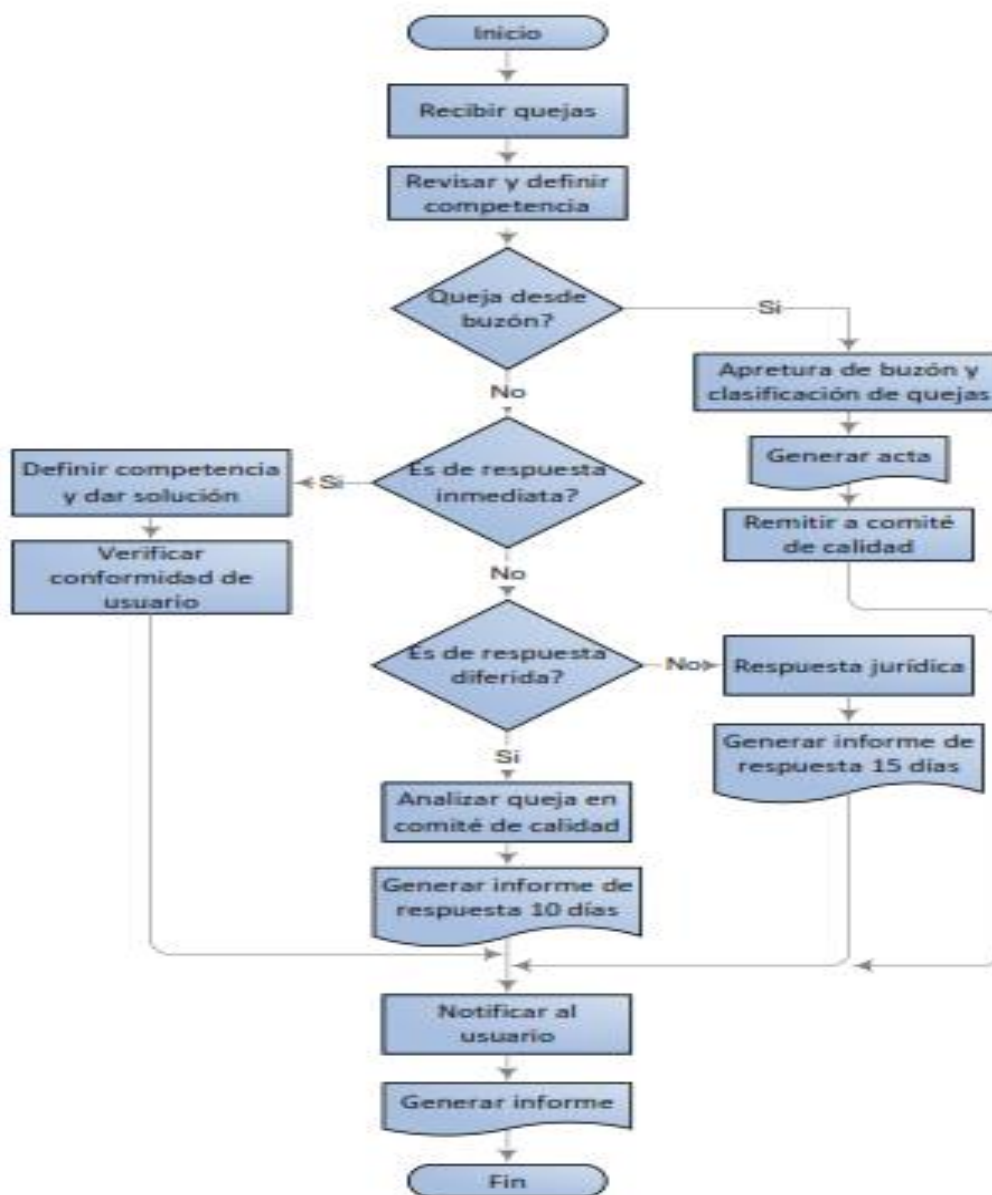 Inicio
Recibir quejas
Revisar y definir
competencia
Queja desde
buzón?
Si
Apretura de buzón y
clasificación de quejas
No
Generar acta
Definir competencia
y dar solución
Si
Es de respuesta
inmediata?
Remitir a comité
de calidad
Verificar
conformidad de
usuario
No
Es de respuesta
diferida?
No
Respuesta jurídica
Generar informe de
respuesta 15 días
Si
Analizar queja en
comité de calidad
Generar informe de
respuesta 10 días
Notificar al
usuario
Generar informe
Fin